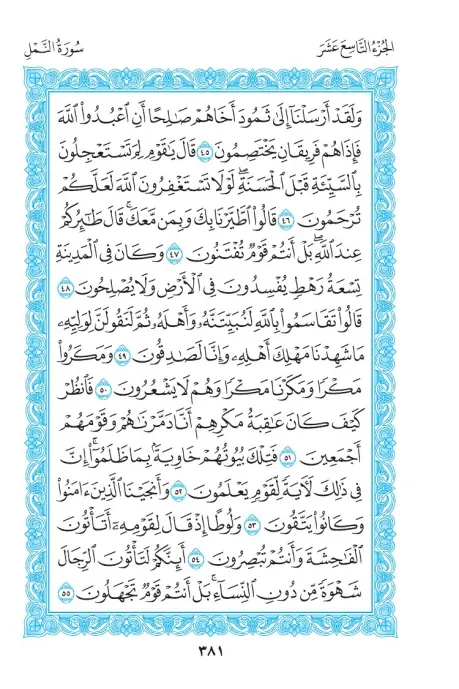 الجُزءُ التَّاسِعَ عَشَرَ
سُورَةُ النَّمْلِ
وَلَقَدۡ أَرۡسَلۡنَآ إِلَىٰ ثَمُودَ أَخَاهُمۡ صَٰلِحًا أَنِ ٱعۡبُدُواْ ٱللَّهَ
فَإِذَا هُمۡ فَرِيقَانِ يَخۡتَصِمُونَ ٤٥ قَالَ يَٰقَوۡمِ لِمَ تَسۡتَعۡجِلُونَ
بِٱلسَّيِّئَةِ قَبۡلَ ٱلۡحَسَنَةِۖ لَوۡلَا تَسۡتَغۡفِرُونَ ٱللَّهَ لَعَلَّكُمۡ
تُرۡحَمُونَ ٤٦ قَالُواْ ٱطَّيَّرۡنَا بِكَ وَبِمَن مَّعَكَۚ قَالَ طَٰٓئِرُكُمۡ
عِندَ ٱللَّهِۖ بَلۡ أَنتُمۡ قَوۡمٞ تُفۡتَنُونَ ٤٧ وَكَانَ فِي ٱلۡمَدِينَةِ
تِسۡعَةُ رَهۡطٖ يُفۡسِدُونَ فِي ٱلۡأَرۡضِ وَلَا يُصۡلِحُونَ ٤٨
قَالُواْ تَقَاسَمُواْ بِٱللَّهِ لَنُبَيِّتَنَّهُۥ وَأَهۡلَهُۥ ثُمَّ لَنَقُولَنَّ لِوَلِيِّهِۦ
مَا شَهِدۡنَا مَهۡلِكَ أَهۡلِهِۦ وَإِنَّا لَصَٰدِقُونَ ٤٩ وَمَكَرُواْ
مَكۡرٗا وَمَكَرۡنَا مَكۡرٗا وَهُمۡ لَا يَشۡعُرُونَ ٥٠ فَٱنظُرۡ
كَيۡفَ كَانَ عَٰقِبَةُ مَكۡرِهِمۡ أَنَّا دَمَّرۡنَٰهُمۡ وَقَوۡمَهُمۡ
أَجۡمَعِينَ ٥١ فَتِلۡكَ بُيُوتُهُمۡ خَاوِيَةَۢ بِمَا ظَلَمُوٓاْۚ إِنَّ
فِي ذَٰلِكَ لَأٓيَةٗ لِّقَوۡمٖ يَعۡلَمُونَ ٥٢ وَأَنجَيۡنَا ٱلَّذِينَ ءَامَنُواْ
وَكَانُواْ يَتَّقُونَ ٥٣ وَلُوطًا إِذۡ قَالَ لِقَوۡمِهِۦٓ أَتَأۡتُونَ
ٱلۡفَٰحِشَةَ وَأَنتُمۡ تُبۡصِرُونَ ٥٤ أَئِنَّكُمۡ لَتَأۡتُونَ ٱلرِّجَالَ
شَهۡوَةٗ مِّن دُونِ ٱلنِّسَآءِۚ بَلۡ أَنتُمۡ قَوۡمٞ تَجۡهَلُونَ ٥٥
٣٨١